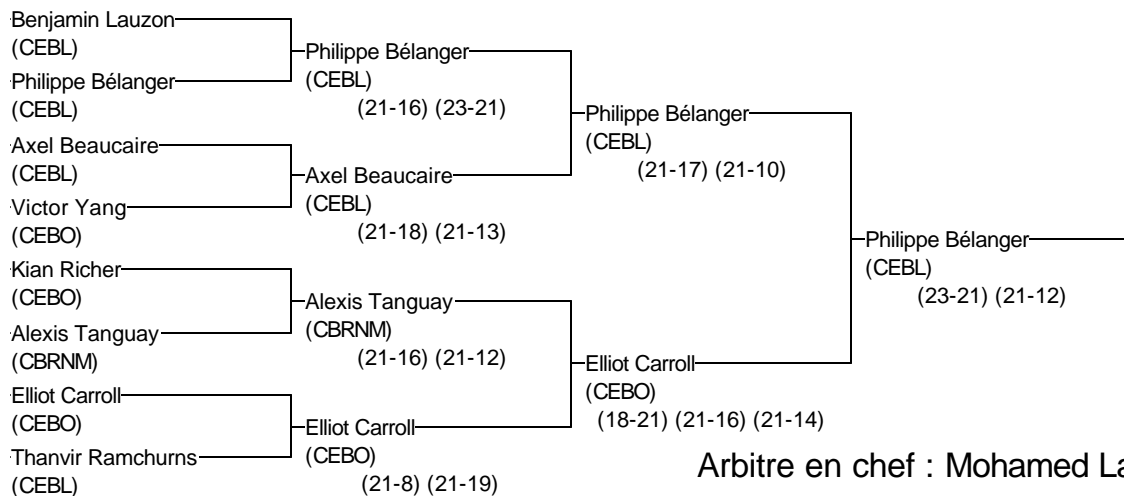 Benjamin Lauzon
(CEBL)
Philippe Bélanger
(CEBL)
Axel Beaucaire
(CEBL)
Victor Yang
(CEBO)
Kian Richer
(CEBO)
Alexis Tanguay
(CBRNM)
Elliot Carroll
(CEBO)
Thanvir Ramchurns
(CEBL)
Philippe Bélanger
(CEBL)
(21-16) (23-21)
Axel Beaucaire
(CEBL)
(21-18) (21-13)
Alexis Tanguay
(CBRNM)
(21-16) (21-12)
Elliot Carroll
(CEBO)
(21-8) (21-19)
Philippe Bélanger
(CEBL)
(21-17) (21-10)
Elliot Carroll
(CEBO)
(18-21) (21-16) (21-14)
Philippe Bélanger
(CEBL)
(23-21) (21-12)
Arbitre en chef : Mohamed